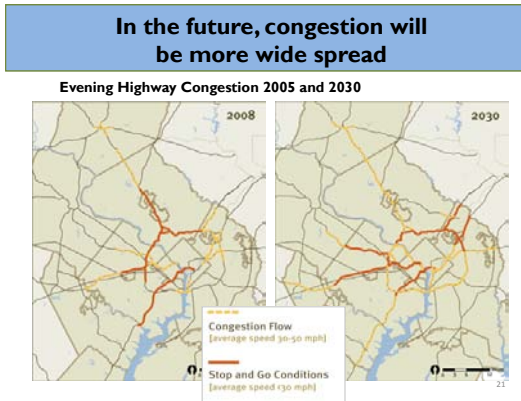 In the future, congestion will
be more wide spread
Evening Highway Congestion 2005 and 2030
2008
2030
Congestion Flow
[average speed 30-50 mph]
Stop and Go Conditions
[average speed <30 mph]
21